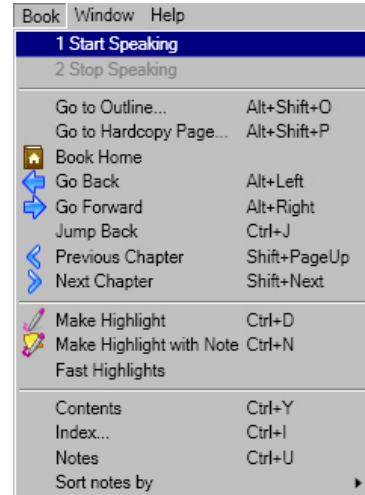 Book Window Help
1 Start Speaking
2 Stop Speaking
Go to Outline... Alt+Shift+O
Go to Hardcopy Page... Alt+Shift+P
Book Home
Go Back Alt+Left
Go Forward Alt+Right
Jump Back Ctrl+J
Previous Chapter Shift+PageUp
Next Chapter Shift+Next
Make Highlight Ctrl+D
Make Highlight with Note Ctrl+N
Fast Highlights
Contents Ctrl+Y
Index... Ctrl+I
Notes Ctrl+U
Sort notes by